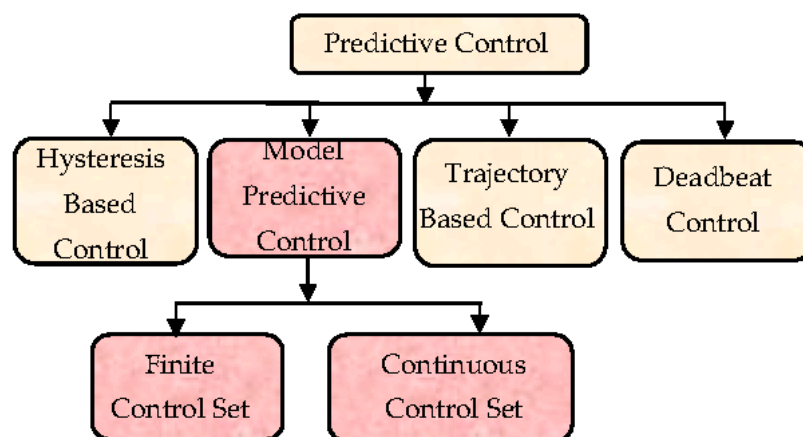 Predictive Control
Hysteresis
Based
Control
Model
Predictive
Control
Trajectory
Based Control
Deadbeat
Control
Finite
Control Set
Continuous
Control Set